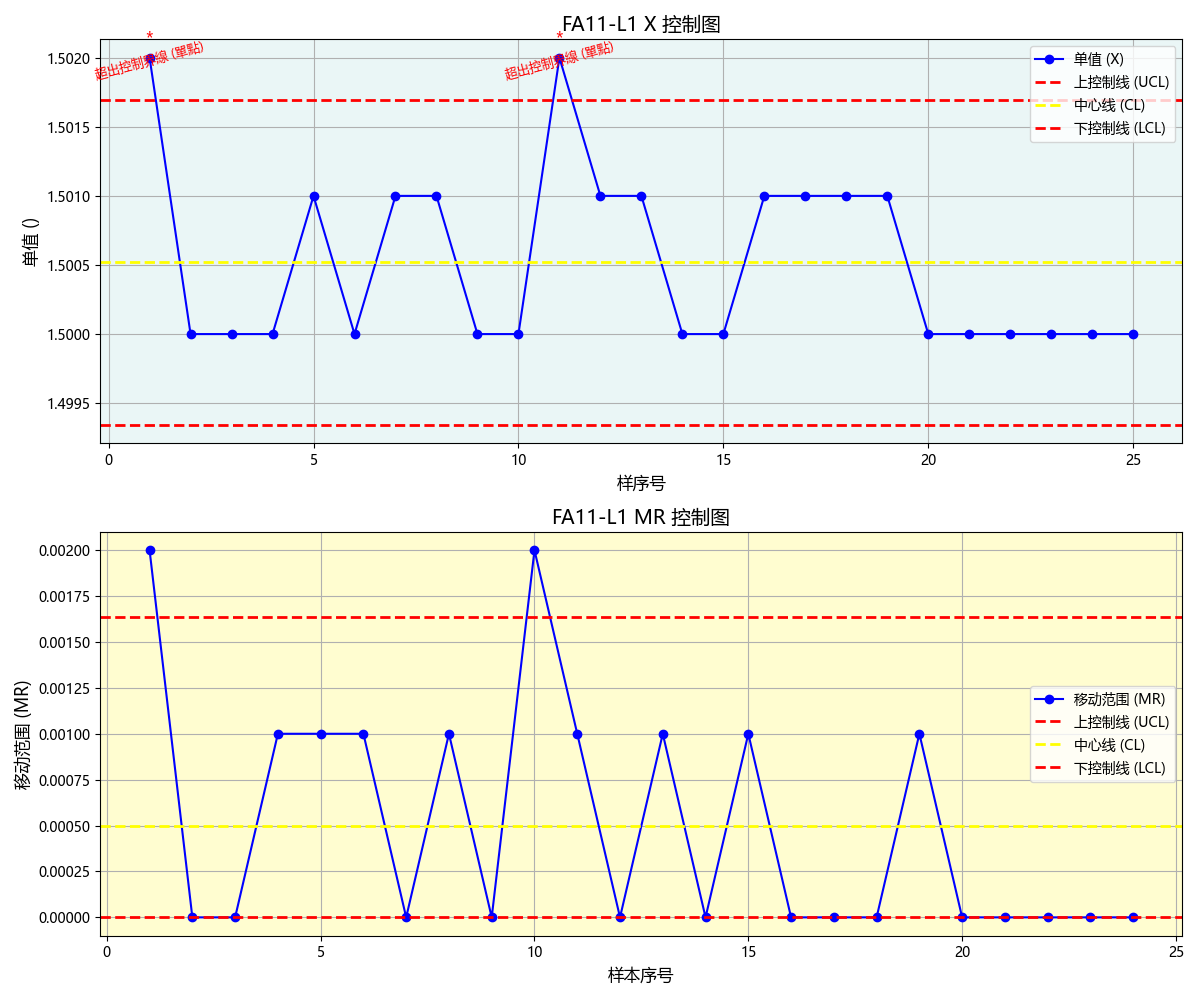 FA11-L1 X 控制图
*
*
超出控制界線 (單點)
超出控制界線 (單點)
单值 (X)
上控制线 (UCL)
中心线 (CL)
下控制线 (LCL)
1.5020
1.5015
1.5010
1.5005
1.5000
1.4995
单值 ()
0 5 10 15 20 25
样序号
FA11-L1 MR 控制图
0.00200
0.00175
0.00150
0.00125
0.00100
0.00075
0.00050
0.00025
0.00000
移动范围 (MR)
移动范围 (MR)
上控制线 (UCL)
中心线 (CL)
下控制线 (LCL)
0 5 10 15 20 25
样本序号